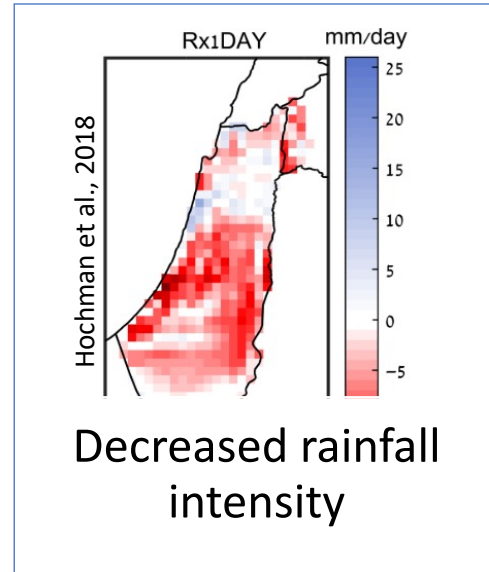 Rx1DAY
mm/day
Hochman et al., 2018
25
20
15
10
5
0
−5
Decreased rainfall
intensity